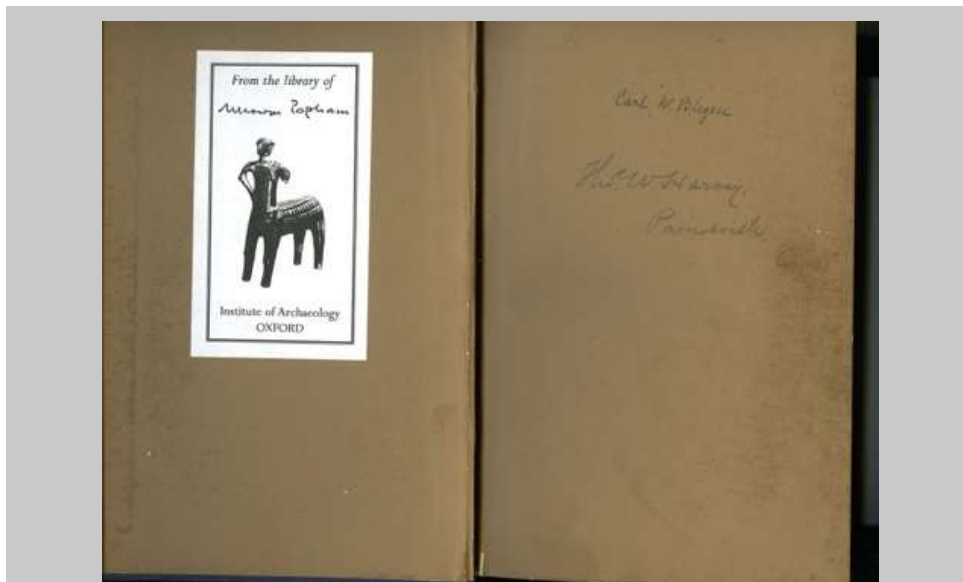 From the library of
Mervyn Popham
Institute of Archaeology
OXFORD
Carl W. Blegen
W.